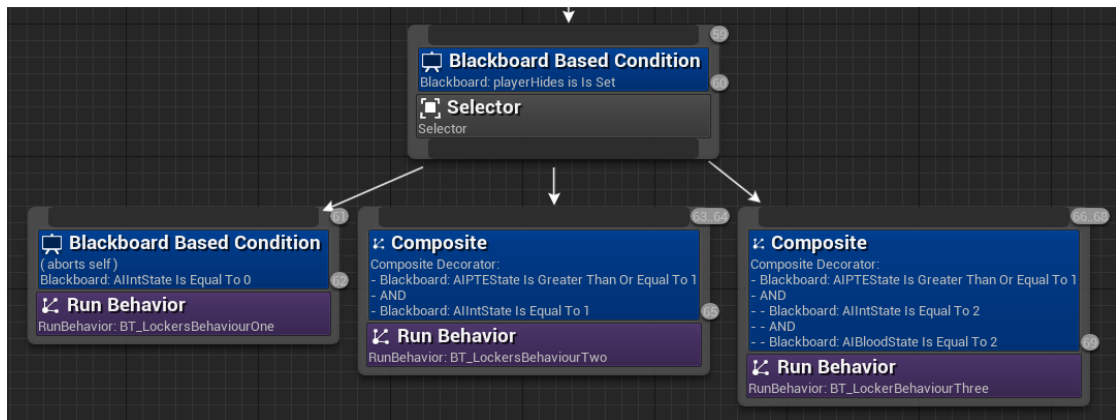 59
Blackboard Based Condition
Blackboard: playerHides is Is Set
60
Selector
Selector
61
Blackboard Based Condition
( aborts self )
Blackboard: AIIntState Is Equal To 0
62
Run Behavior
RunBehavior: BT_LockersBehaviourOne
63..64
Composite
Composite Decorator:
- Blackboard: AIPTEState Is Greater Than Or Equal To 1
- AND
- Blackboard: AIIntState Is Equal To 1
65
Run Behavior
RunBehavior: BT_LockersBehaviourTwo
66..68
Composite
Composite Decorator:
- Blackboard: AIPTEState Is Greater Than Or Equal To 1
- AND
- - Blackboard: AIIntState Is Equal To 2
- - AND
- - Blackboard: AIBloodState Is Equal To 2
69
Run Behavior
RunBehavior: BT_LockerBehaviourThree